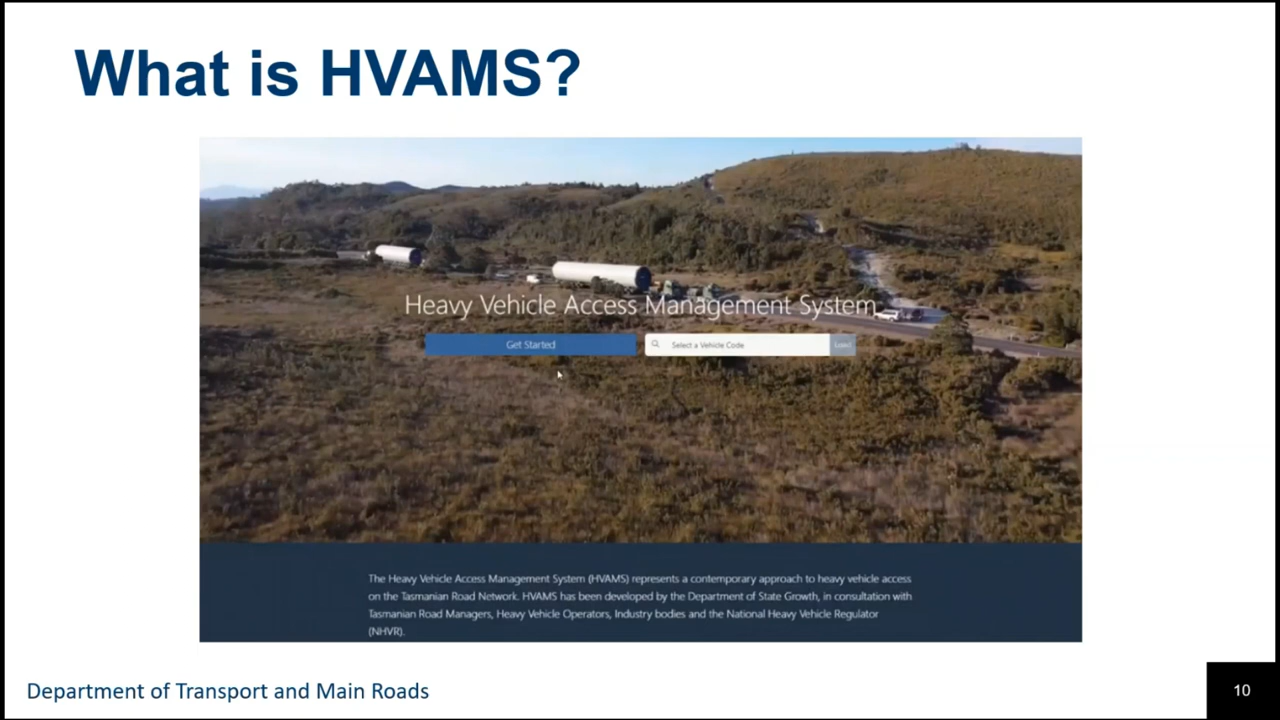 What is HVAMS?
Heavy Vehicle Access Management System
Get Started
Select a Vehicle Code
Load
The Heavy Vehicle Access Management System (HVAMS) represents a contemporary approach to heavy vehicle access
on the Tasmanian Road Network. HVAMS has been developed by the Department of State Growth, in consultation with
Tasmanian Road Managers, Heavy Vehicle Operators, Industry bodies and the National Heavy Vehicle Regulator
(NHVR).
Department of Transport and Main Roads
10